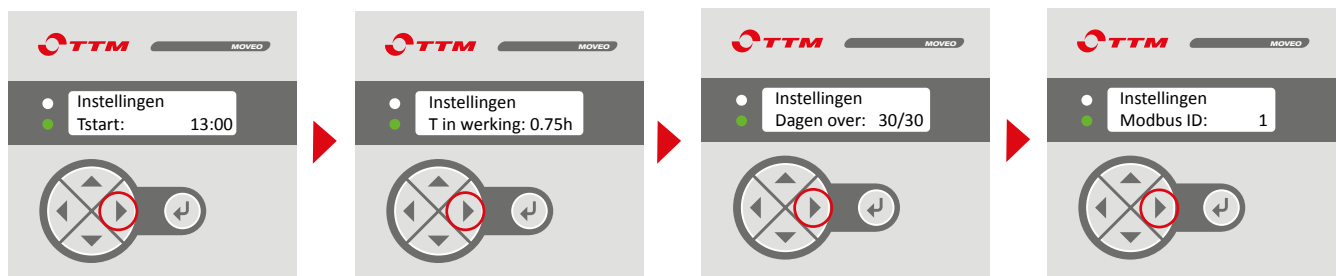 TTM MOVEO
Instellingen
Tstart: 13:00
TTM MOVEO
Instellingen
T in werking: 0.75h
TTM MOVEO
Instellingen
Dagen over: 30/30
TTM MOVEO
Instellingen
Modbus ID: 1